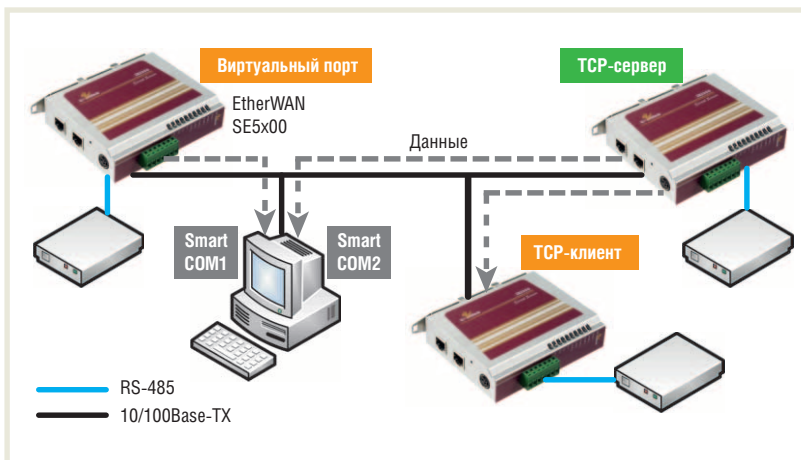 Виртуальный порт
TCP-сервер
EtherWAN
SE5x00
Данные
Smart
COM1
Smart
COM2
TCP-клиент
RS-485
10/100Base-TX